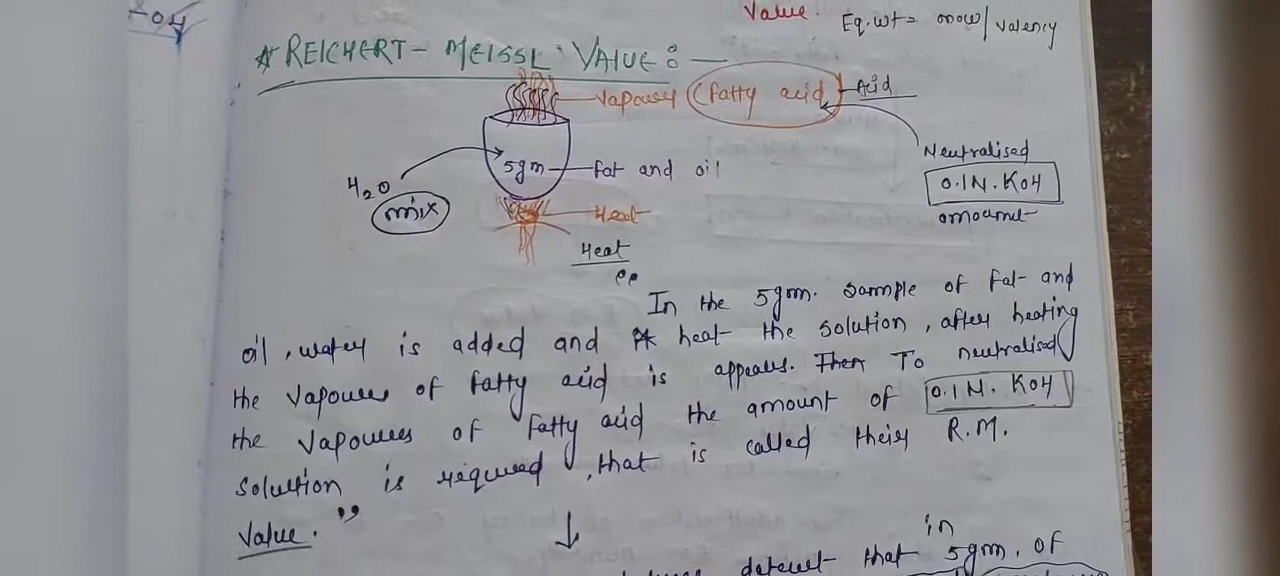 KOH
Value.
Eq.wt = mow/valency
* REICHERT - MEISSL VALUE : —
Vapours (fatty acid) Acid
Neutralised
0.1N.KOH
amount
5gm fat and oil
H2O
mix
Heat
Heat
"In the 5gm. sample of fat and
oil, water is added and heat the solution, after heating
the vapours of fatty acid is appears. Then To neutralised
the vapours of fatty acid the amount of 0.1N. KOH
solution is required, that is called their R.M.
Value."
↓
in
that 5gm. of